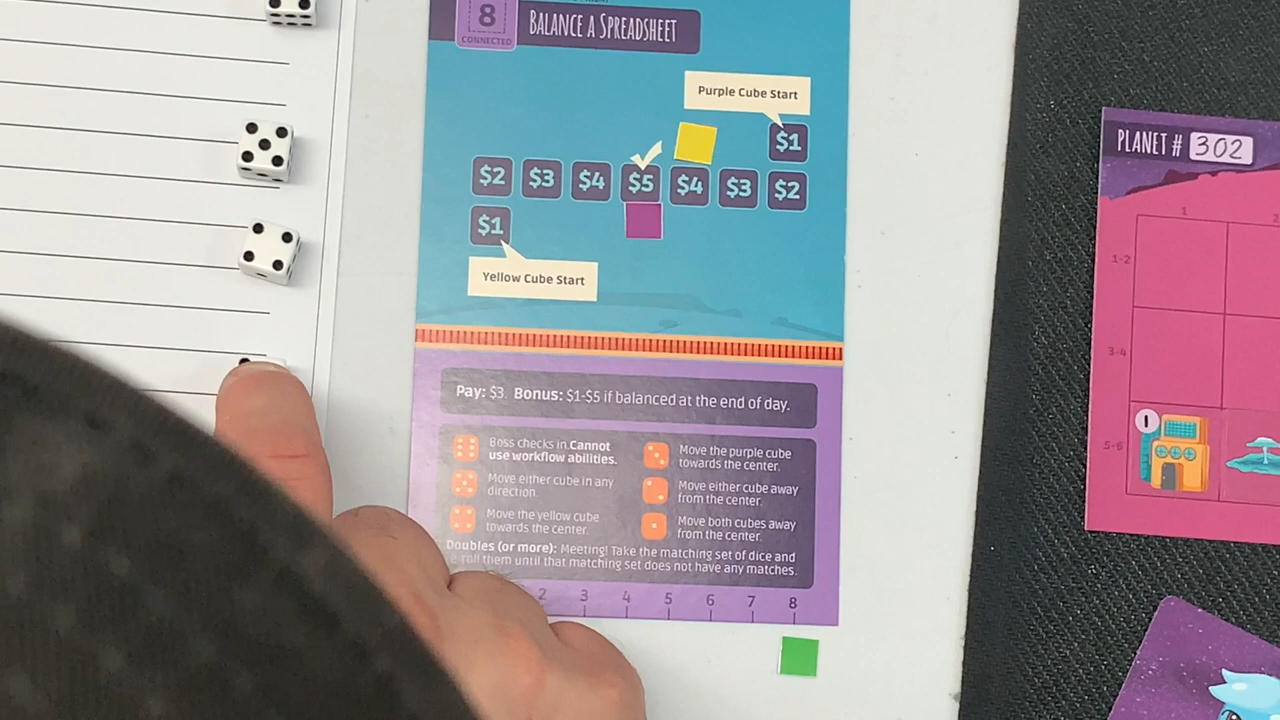 8
CONNECTED
BALANCE A SPREADSHEET
Purple Cube Start
$1
$2 $3 $4 $5 $4 $3 $2
$1
Yellow Cube Start
Pay: $3. Bonus: $1-$5 if balanced at the end of day.
Boss checks in. Cannot
use workflow abilities.
Move either cube in any
direction.
Move the yellow cube
towards the center.
Move the purple cube
towards the center.
Move either cube away
from the center.
Move both cubes away
from the center.
Doubles (or more): Meeting! Take the matching set of dice and
roll them until that matching set does not have any matches.
2 3 4 5 6 7 8
PLANET # 302
1 2
1-2
3-4
5-6
1